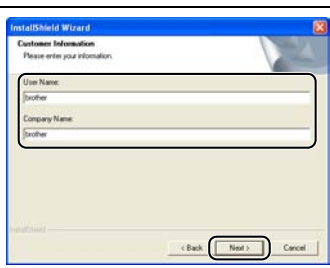 InstallShield Wizard
Customer Information
Please enter your information.
User Name:
brother
Company Name:
brother
InstallShield
< Back
Next >
Cancel